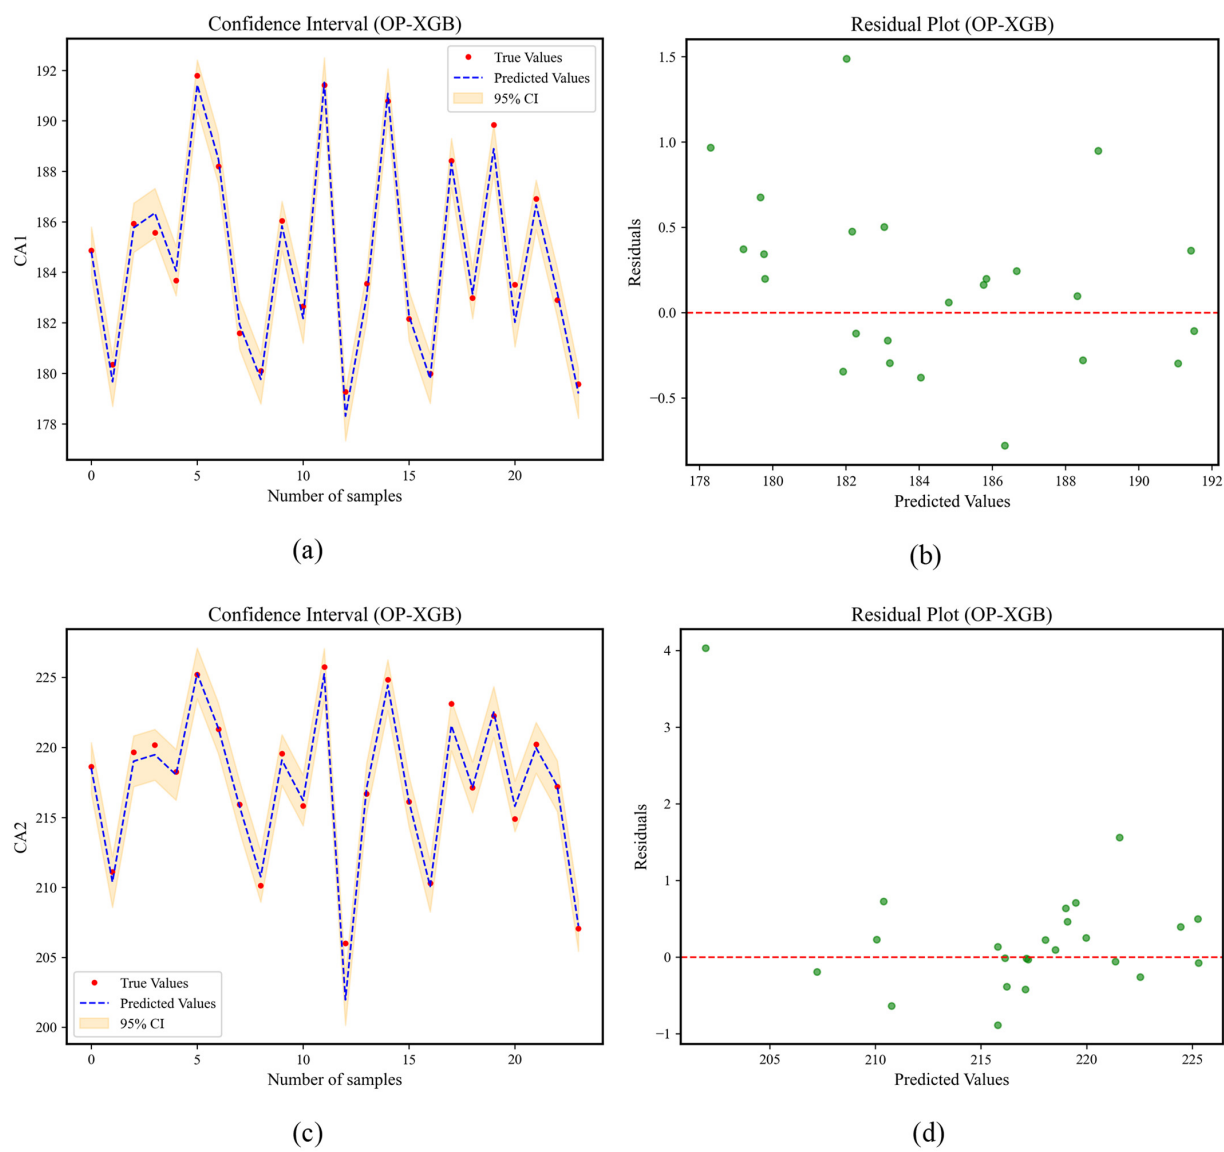 Confidence Interval (OP-XGB)
192
190
188
186
184
182
180
178
CA1
True Values
Predicted Values
95% CI
0
5
10
15
20
Number of samples
(a)
Residual Plot (OP-XGB)
1.5
1.0
0.5
0.0
−0.5
Residuals
178
180
182
184
186
188
190
192
Predicted Values
(b)
Confidence Interval (OP-XGB)
225
220
215
210
205
200
CA2
True Values
Predicted Values
95% CI
0
5
10
15
20
Number of samples
(c)
Residual Plot (OP-XGB)
4
3
2
1
0
−1
Residuals
205
210
215
220
225
Predicted Values
(d)